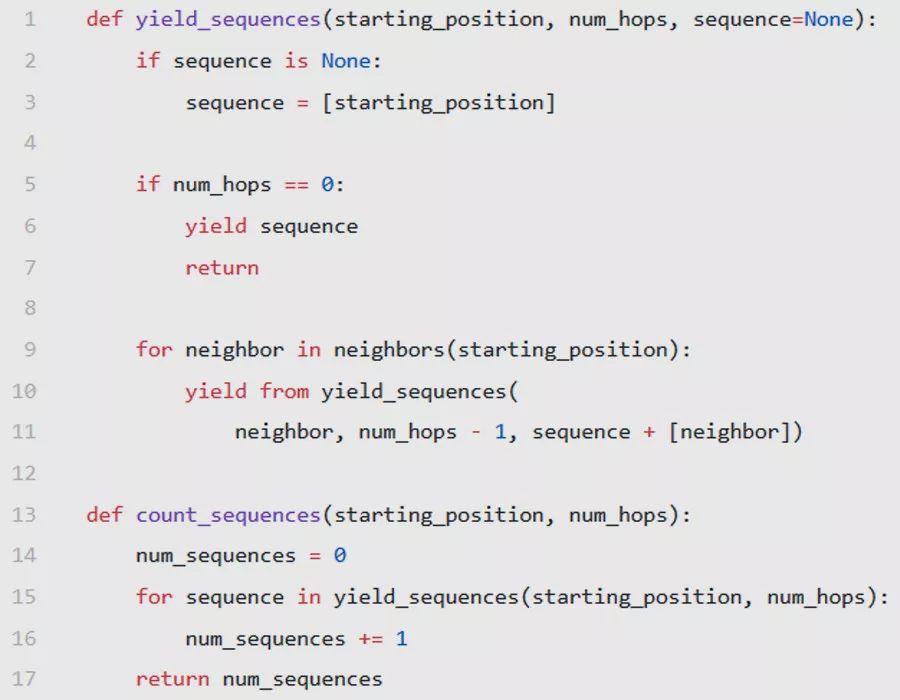 1 def yield_sequences(starting_position, num_hops, sequence=None):
2     if sequence is None:
3         sequence = [starting_position]
4
5     if num_hops == 0:
6         yield sequence
7         return
8
9     for neighbor in neighbors(starting_position):
10         yield from yield_sequences(
11             neighbor, num_hops - 1, sequence + [neighbor])
12
13 def count_sequences(starting_position, num_hops):
14     num_sequences = 0
15     for sequence in yield_sequences(starting_position, num_hops):
16         num_sequences += 1
17     return num_sequences